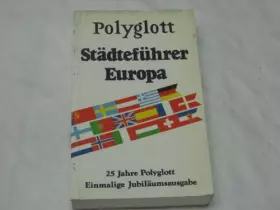 Polyglott
Städteführer
Europa
25 Jahre Polyglott
Einmalige Jubiläumsausgabe